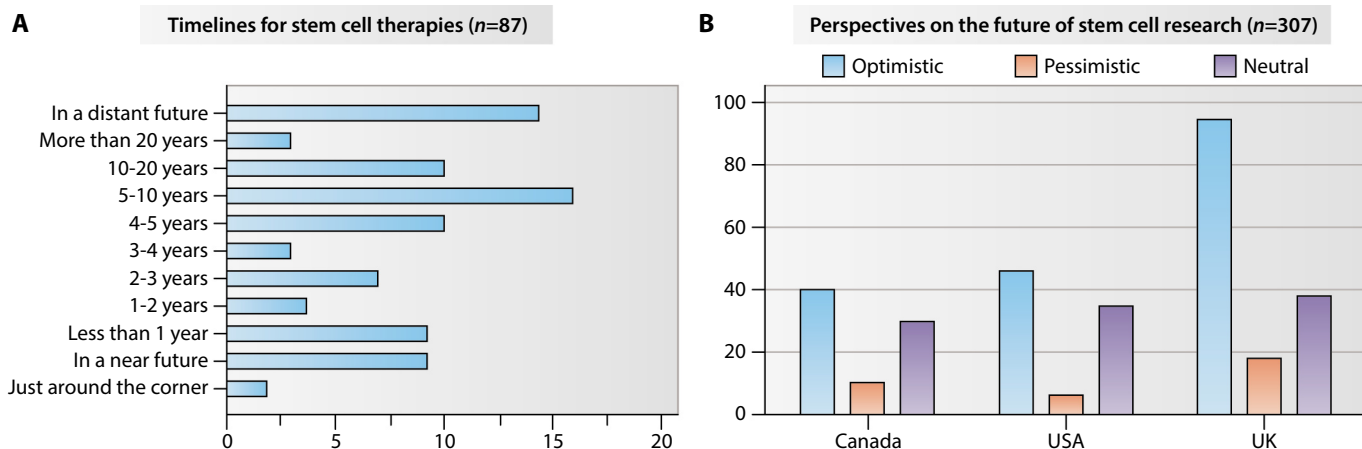 A
Timelines for stem cell therapies (n=87)
In a distant future
More than 20 years
10-20 years
5-10 years
4-5 years
3-4 years
2-3 years
1-2 years
Less than 1 year
In a near future
Just around the corner
0 5 10 15 20
B
Perspectives on the future of stem cell research (n=307)
Optimistic Pessimistic Neutral
100
80
60
40
20
0
Canada USA UK